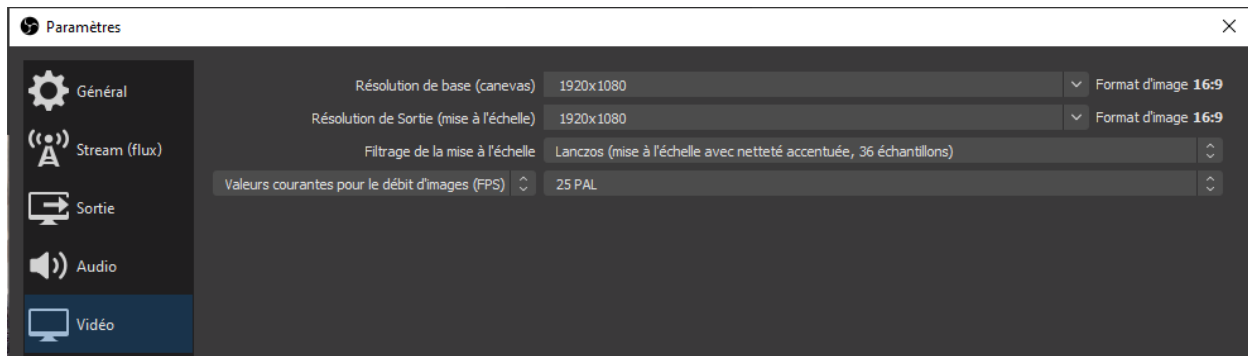 Paramètres
Général
Résolution de base (canevas) 1920x1080 Format d'image 16:9
Résolution de Sortie (mise à l'échelle) 1920x1080 Format d'image 16:9
Stream (flux)
Filtrage de la mise à l'échelle Lanczos (mise à l'échelle avec netteté accentuée, 36 échantillons)
Valeurs courantes pour le débit d'images (FPS) 25 PAL
Sortie
Audio
Vidéo